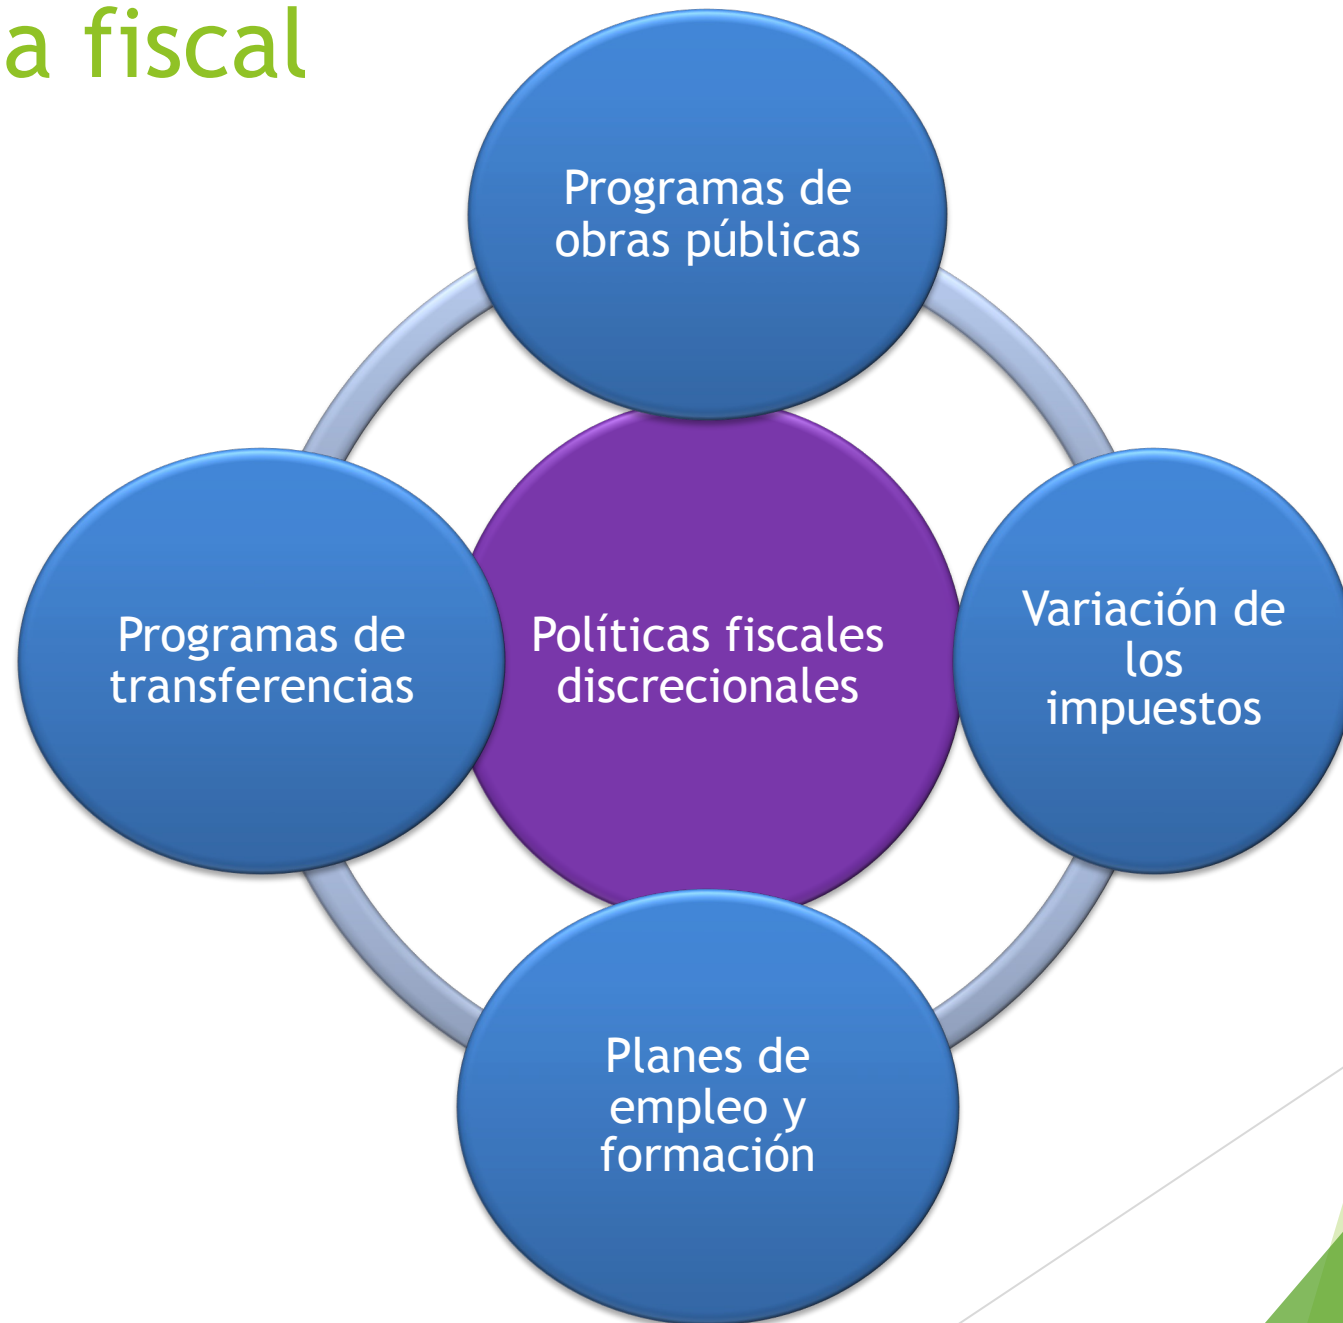 a fiscal
Programas de
obras públicas
Programas de
transferencias
Políticas fiscales
discrecionales
Variación de
los
impuestos
Planes de
empleo y
formación